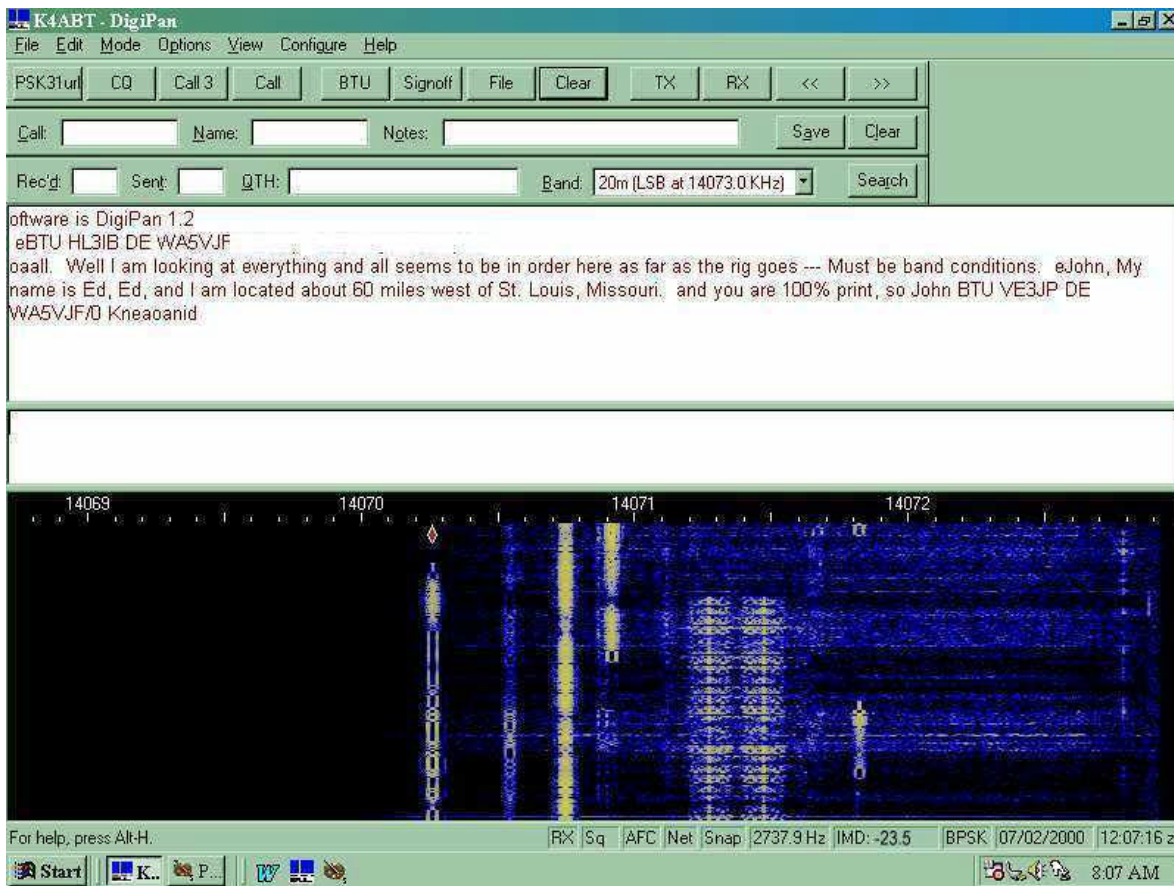 K4ABT - DigiPan
File Edit Mode Options View Configure Help
PSK31url CQ Call 3 Call BTU Signoff File Clear TX RX << >>
Call: Name: Notes: Save Clear
Rec'd: Sent: QTH: Band: 20m (LSB at 14073.0 KHz) Search
oftware is DigiPan 1.2
eBTU HL3IB DE WA5VJF
oaall. Well I am looking at everything and all seems to be in order here as far as the rig goes --- Must be band conditions. eJohn, My
name is Ed, Ed, and I am located about 60 miles west of St. Louis, Missouri. and you are 100% print, so John BTU VE3JP DE
WA5VJF/0 Kneaoanid
14069 14070 14071 14072
For help, press Alt-H. RX Sq AFC Net Snap 2737.9 Hz IMD: -23.5 BPSK 07/02/2000 12:07:16 z
Start K.. P... 8:07 AM